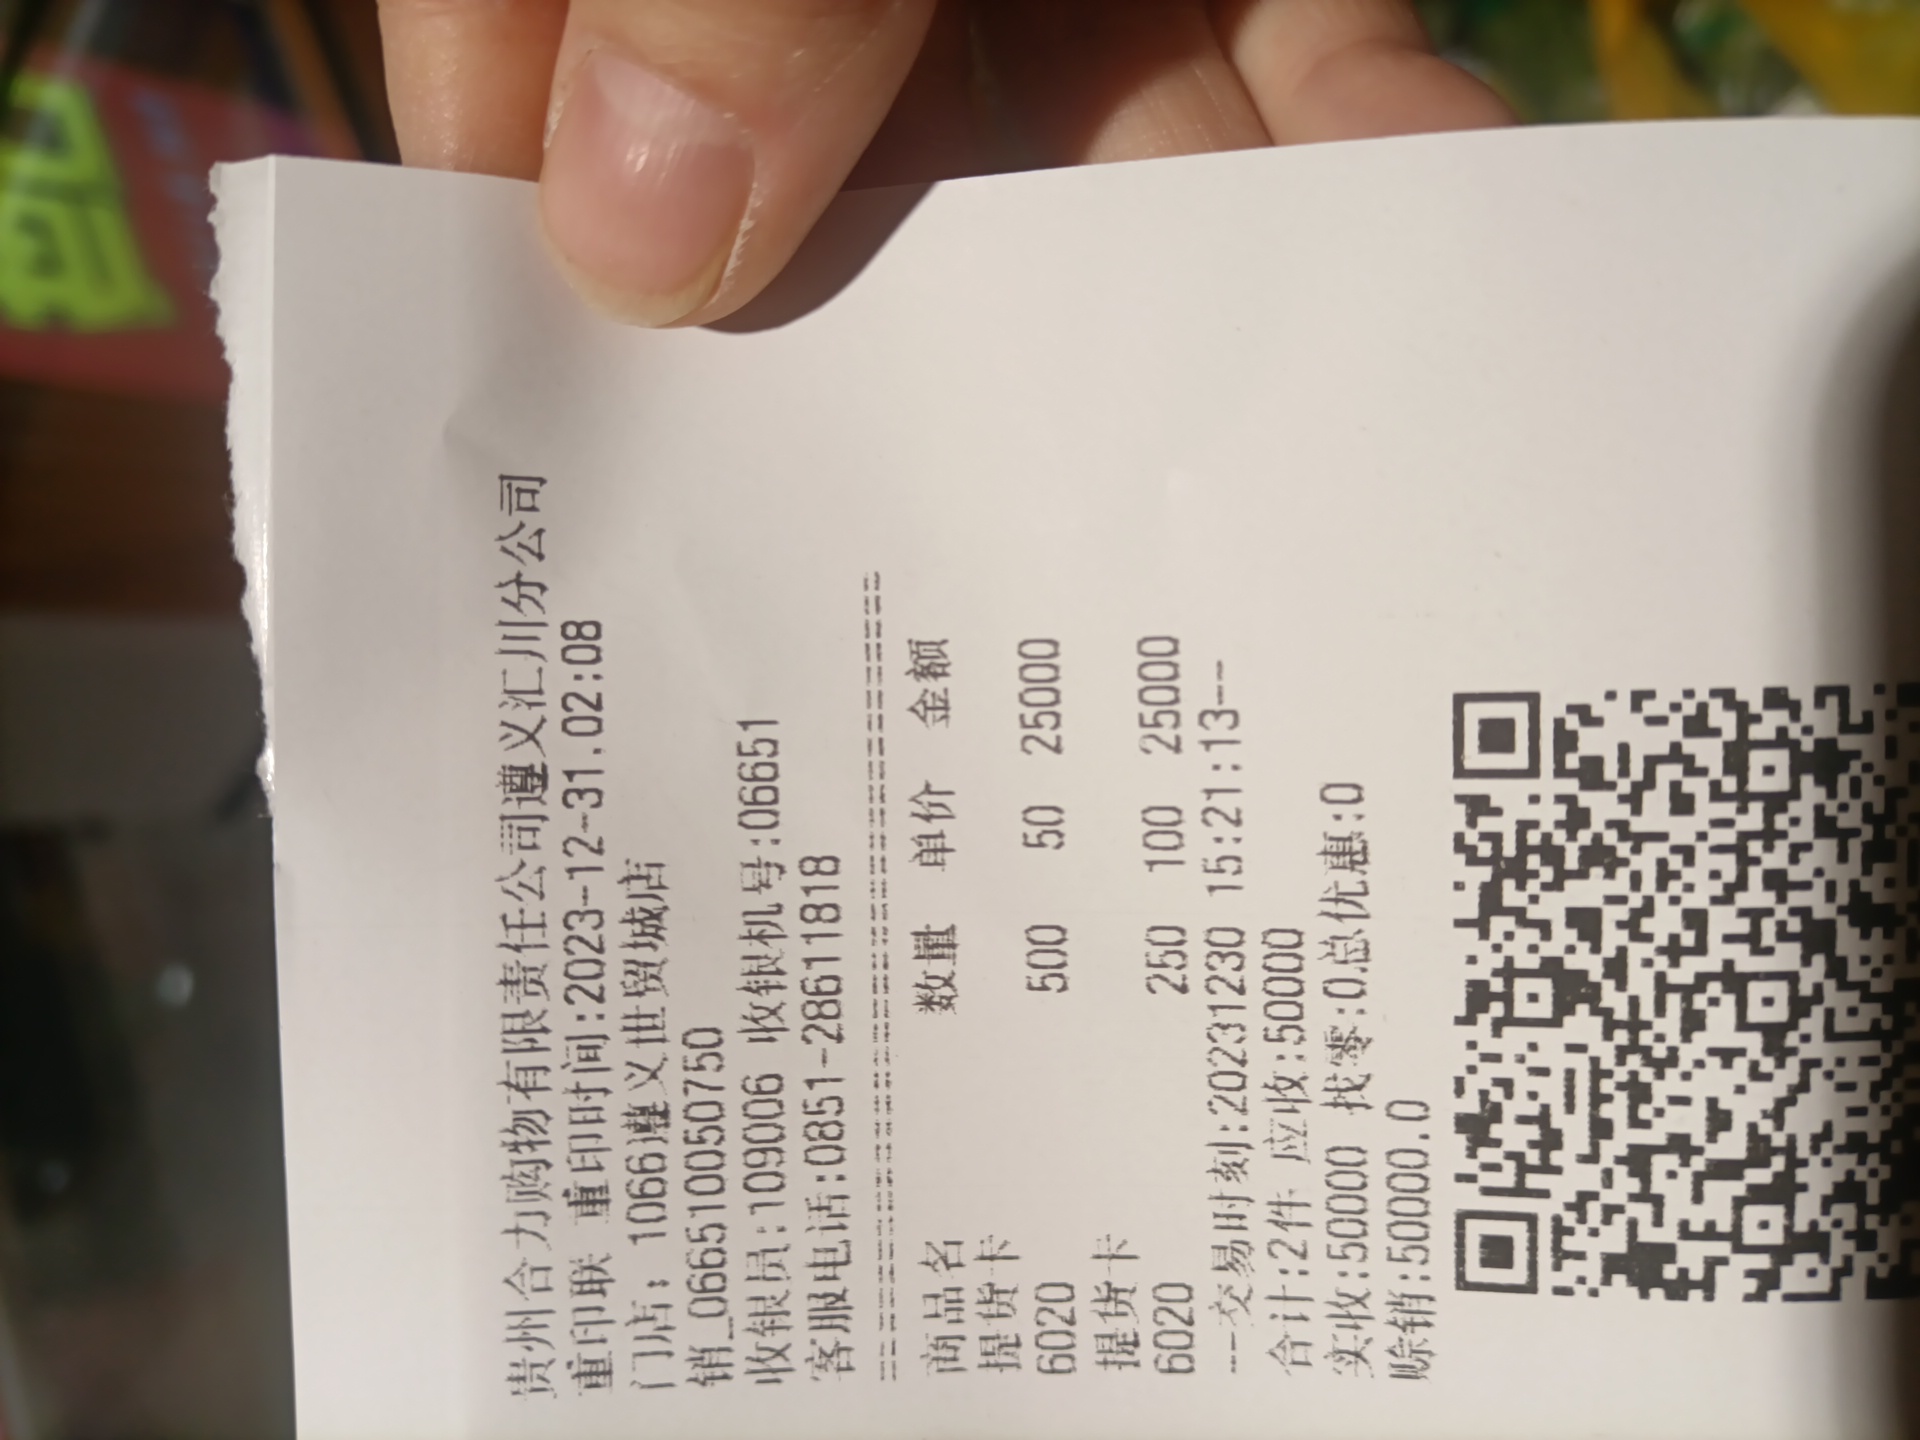 贵州合力购物有限责任公司遵义汇川分公司
重印联 重印时间:2023-12-31.02:08
门店: 1066遵义世贸城店
销_066510050750
收银员:109006 收银机号:06651
客服电话:0851-28611818
==================================
商品名 数量 单价 金额
提货卡
6020 500 50 25000
提货卡
6020 250 100 25000
--交易时刻:20231230 15:21:13--
合计:2件 应收:50000
实收:50000 找零:0总优惠:0
赊销:50000.0